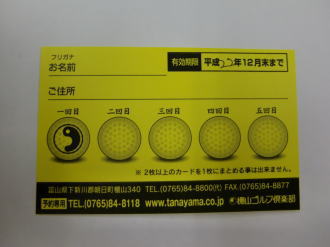 フリガナ
お名前
有効期限 平成22年12月末まで
ご住所
一回目 二回目 三回目 四回目 五回目
※ 2枚以上のカードを1枚にまとめる事は出来ません。
富山県下新川郡朝日町棚山340 TEL.(0765)84-8800(代) FAX.(0765)84-8877
予約専用 TEL.(0765)84-8118 www.tanayama.co.jp 棚山ゴルフ倶楽部